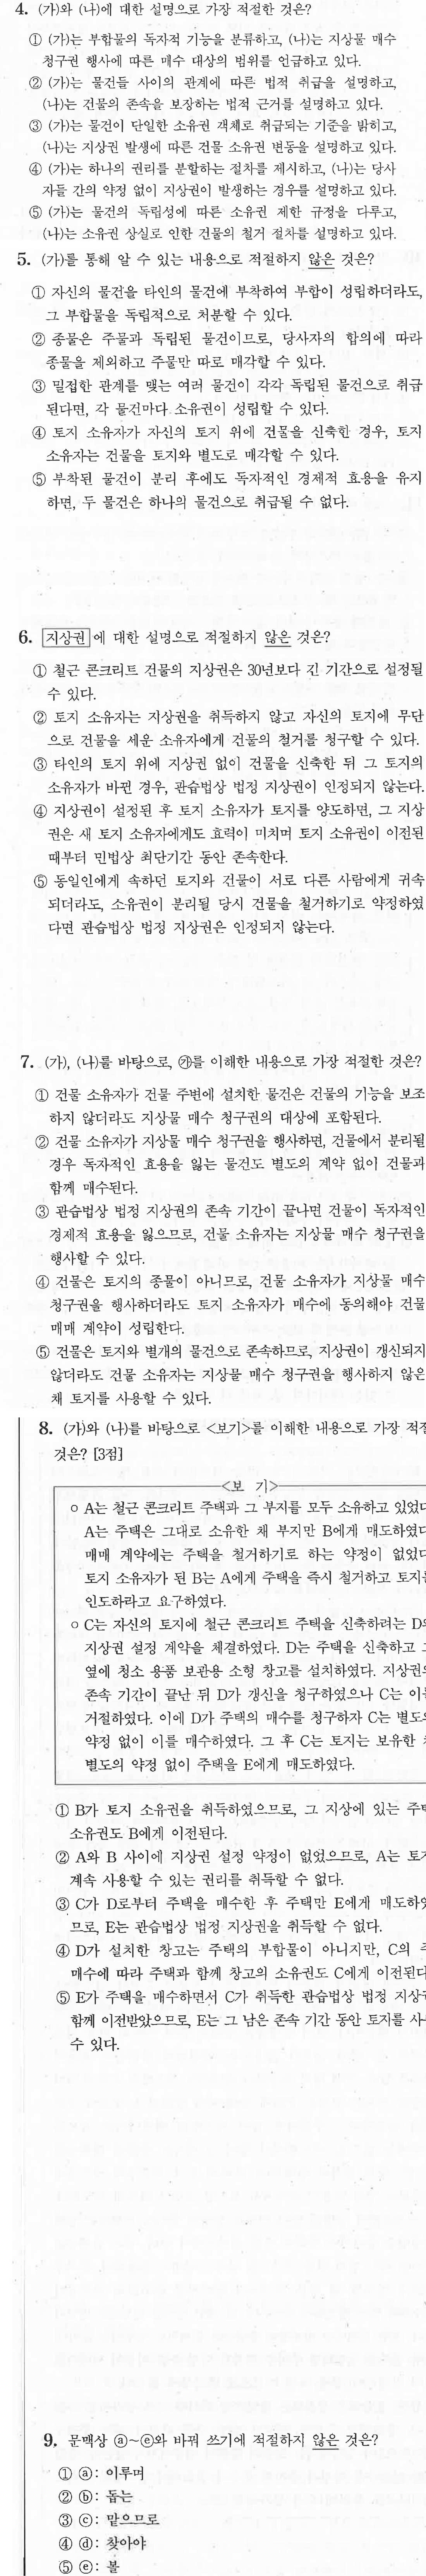 4. (가)와 (나)에 대한 설명으로 가장 적절한 것은?
① (가)는 부합물의 독자적 기능을 분류하고, (나)는 지상물 매수
청구권 행사에 따른 매수 대상의 범위를 언급하고 있다.
② (가)는 물건들 사이의 관계에 따른 법적 취급을 설명하고,
(나)는 건물의 존속을 보장하는 법적 근거를 설명하고 있다.
③ (가)는 물건이 단일한 소유권 객체로 취급되는 기준을 밝히고,
(나)는 지상권 발생에 따른 건물 소유권 변동을 설명하고 있다.
④ (가)는 하나의 권리를 분할하는 절차를 제시하고, (나)는 당사
자들 간의 약정 없이 지상권이 발생하는 경우를 설명하고 있다.
⑤ (가)는 물건의 독립성에 따른 소유권 제한 규정을 다루고,
(나)는 소유권 상실로 인한 건물의 철거 절차를 설명하고 있다.
5. (가)를 통해 알 수 있는 내용으로 적절하지 않은 것은?
① 자신의 물건을 타인의 물건에 부착하여 부합이 성립하더라도,
그 부합물을 독립적으로 처분할 수 있다.
② 종물은 주물과 독립된 물건이므로, 당사자의 합의에 따라
종물을 제외하고 주물만 따로 매각할 수 있다.
③ 밀접한 관계를 맺는 여러 물건이 각각 독립된 물건으로 취급
된다면, 각 물건마다 소유권이 성립할 수 있다.
④ 토지 소유자가 자신의 토지 위에 건물을 신축한 경우, 토지
소유자는 건물을 토지와 별도로 매각할 수 있다.
⑤ 부착된 물건이 분리 후에도 독자적인 경제적 효용을 유지
하면, 두 물건은 하나의 물건으로 취급될 수 없다.
6. 지상권에 대한 설명으로 적절하지 않은 것은?
① 철근 콘크리트 건물의 지상권은 30년보다 긴 기간으로 설정될
수 있다.
② 토지 소유자는 지상권을 취득하지 않고 자신의 토지에 무단
으로 건물을 세운 소유자에게 건물의 철거를 청구할 수 있다.
③ 타인의 토지 위에 지상권 없이 건물을 신축한 뒤 그 토지의
소유자가 바뀐 경우, 관습법상 법정 지상권이 인정되지 않는다.
④ 지상권이 설정된 후 토지 소유자가 토지를 양도하면, 그 지상
권은 새 토지 소유자에게도 효력이 미치며 토지 소유권이 이전된
때부터 민법상 최단기간 동안 존속한다.
⑤ 동일인에게 속하던 토지와 건물이 서로 다른 사람에게 귀속
되더라도, 소유권이 분리될 당시 건물을 철거하기로 약정하였
다면 관습법상 법정 지상권은 인정되지 않는다.
7. (가), (나)를 바탕으로, ㉮를 이해한 내용으로 가장 적절한 것은?
① 건물 소유자가 건물 주변에 설치한 물건은 건물의 기능을 보조
하지 않더라도 지상물 매수 청구권의 대상에 포함된다.
② 건물 소유자가 지상물 매수 청구권을 행사하면, 건물에서 분리될
경우 독자적인 효용을 잃는 물건도 별도의 계약 없이 건물과
함께 매수된다.
③ 관습법상 법정 지상권의 존속 기간이 끝나면 건물이 독자적인
경제적 효용을 잃으므로, 건물 소유자는 지상물 매수 청구권을
행사할 수 있다.
④ 건물은 토지의 종물이 아니므로, 건물 소유자가 지상물 매수
청구권을 행사하더라도 토지 소유자가 매수에 동의해야 건물
매매 계약이 성립한다.
⑤ 건물은 토지와 별개의 물건으로 존속하므로, 지상권이 갱신되지
않더라도 건물 소유자는 지상물 매수 청구권을 행사하지 않은
채 토지를 사용할 수 있다.
8. (가)와 (나)를 바탕으로 <보기>를 이해한 내용으로 가장 적절
것은? [3점]
<보 기>
○ A는 철근 콘크리트 주택과 그 부지를 모두 소유하고 있었다
A는 주택은 그대로 소유한 채 부지만 B에게 매도하였다
매매 계약에는 주택을 철거하기로 하는 약정이 없었다
토지 소유자가 된 B는 A에게 주택을 즉시 철거하고 토지를
인도하라고 요구하였다.
○ C는 자신의 토지에 철근 콘크리트 주택을 신축하려는 D와
지상권 설정 계약을 체결하였다. D는 주택을 신축하고 그
옆에 청소 용품 보관용 소형 창고를 설치하였다. 지상권의
존속 기간이 끝난 뒤 D가 갱신을 청구하였으나 C는 이를
거절하였다. 이에 D가 주택의 매수를 청구하자 C는 별도의
약정 없이 이를 매수하였다. 그 후 C는 토지는 보유한 채
별도의 약정 없이 주택을 E에게 매도하였다.
① B가 토지 소유권을 취득하였으므로, 그 지상에 있는 주택
소유권도 B에게 이전된다.
② A와 B 사이에 지상권 설정 약정이 없었으므로, A는 토지
계속 사용할 수 있는 권리를 취득할 수 없다.
③ C가 D로부터 주택을 매수한 후 주택만 E에게 매도하였
므로, E는 관습법상 법정 지상권을 취득할 수 없다.
④ D가 설치한 창고는 주택의 부합물이 아니지만, C의 주
매수에 따라 주택과 함께 창고의 소유권도 C에게 이전된다
⑤ E가 주택을 매수하면서 C가 취득한 관습법상 법정 지상권
함께 이전받았으므로, E는 그 남은 존속 기간 동안 토지를 사용
수 있다.
9. 문맥상 ⓐ~ⓔ와 바꿔 쓰기에 적절하지 않은 것은?
① ⓐ: 이루며
② ⓑ: 돕는
③ ⓒ: 맡으므로
④ ⓓ: 찾아야
⑤ ⓔ: 볼